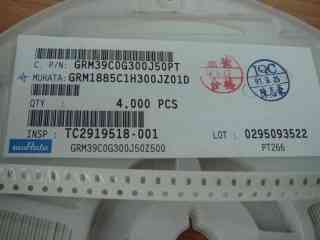 C. P/N: GRM39C0G300J50PT
☆ MURATA: GRM1885C1H300JZ01D
QTY : 4,000 PCS
INSP : TC2919518-001
LOT : 0295093522
muRata
GRM39C0G300J50Z500
PT266
IQC